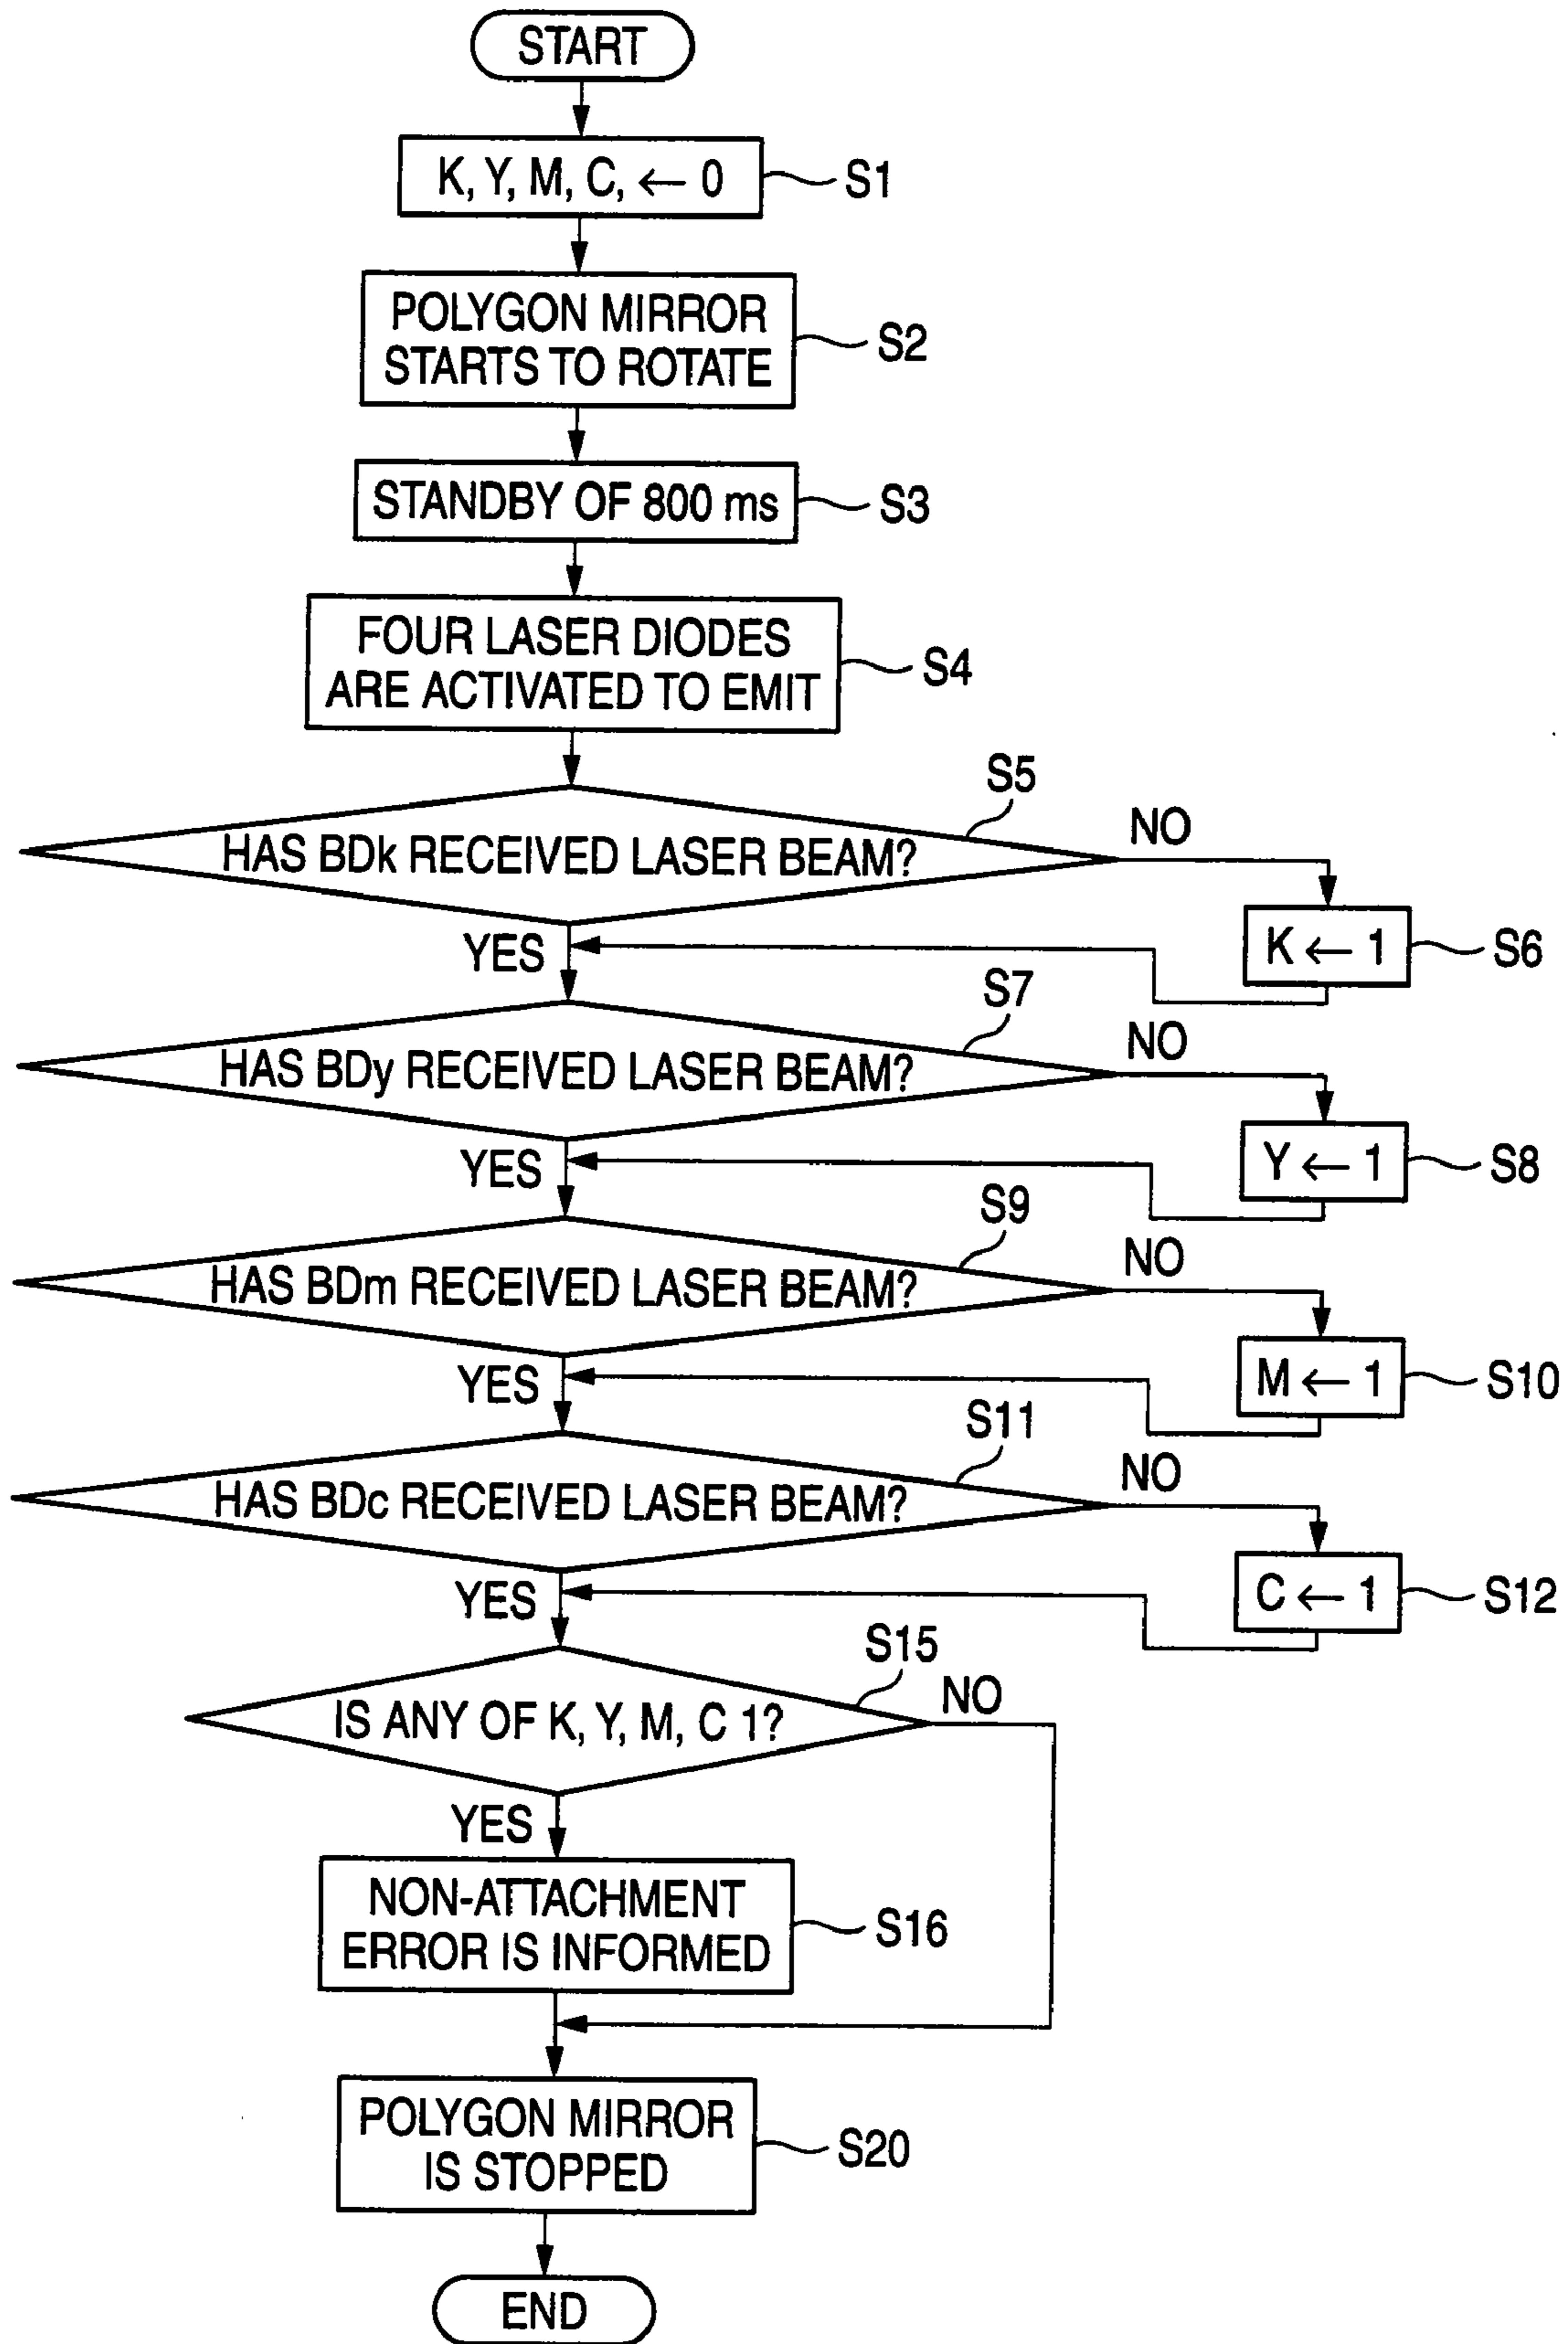 START
K, Y, M, C, ← 0
S1
POLYGON MIRROR
STARTS TO ROTATE
S2
STANDBY OF 800 ms
S3
FOUR LASER DIODES
ARE ACTIVATED TO EMIT
S4
S5
HAS BDk RECEIVED LASER BEAM?
NO
YES
K ← 1
S6
S7
HAS BDy RECEIVED LASER BEAM?
NO
YES
Y ← 1
S8
S9
HAS BDm RECEIVED LASER BEAM?
NO
YES
M ← 1
S10
S11
HAS BDc RECEIVED LASER BEAM?
NO
YES
C ← 1
S12
S15
IS ANY OF K, Y, M, C 1?
NO
YES
NON-ATTACHMENT
ERROR IS INFORMED
S16
POLYGON MIRROR
IS STOPPED
S20
END